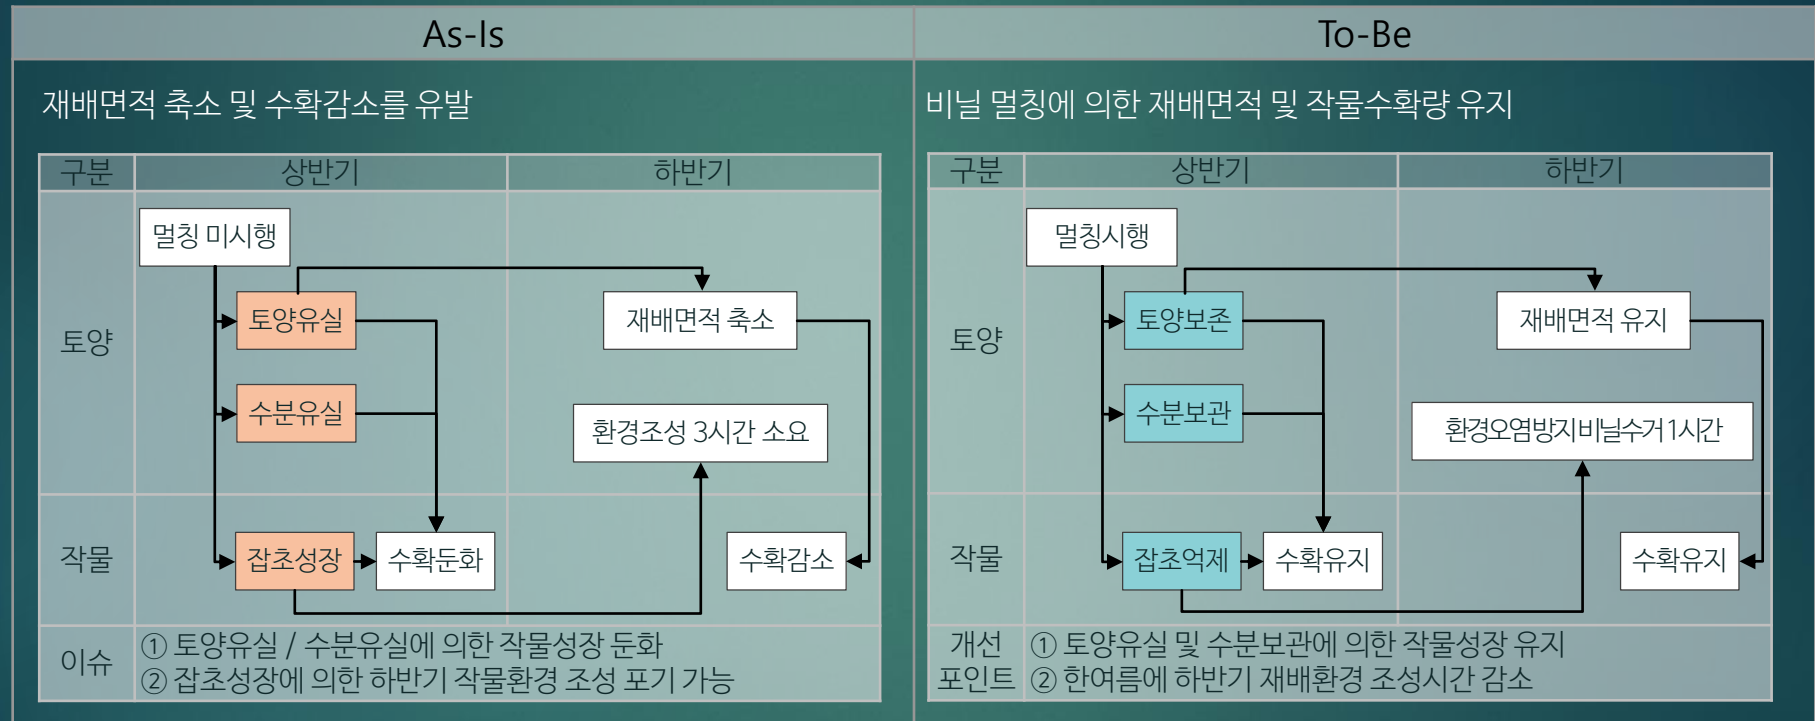 As-Is
To-Be
재배면적 축소 및 수확감소를 유발
비닐 멀칭에 의한 재배면적 및 작물수확량 유지
구분
상반기
하반기
토양
멀칭 미시행
토양유실
재배면적 축소
수분유실
환경조성 3시간 소요
작물
잡초성장
수확둔화
수확감소
이슈
① 토양유실 / 수분유실에 의한 작물성장 둔화
② 잡초성장에 의한 하반기 작물환경 조성 포기 가능
구분
상반기
하반기
토양
멀칭시행
토양보존
재배면적 유지
수분보관
환경오염방지 비닐수거 1시간
작물
잡초억제
수확유지
수확유지
개선
포인트
① 토양유실 및 수분보관에 의한 작물성장 유지
② 한여름에 하반기 재배환경 조성시간 감소